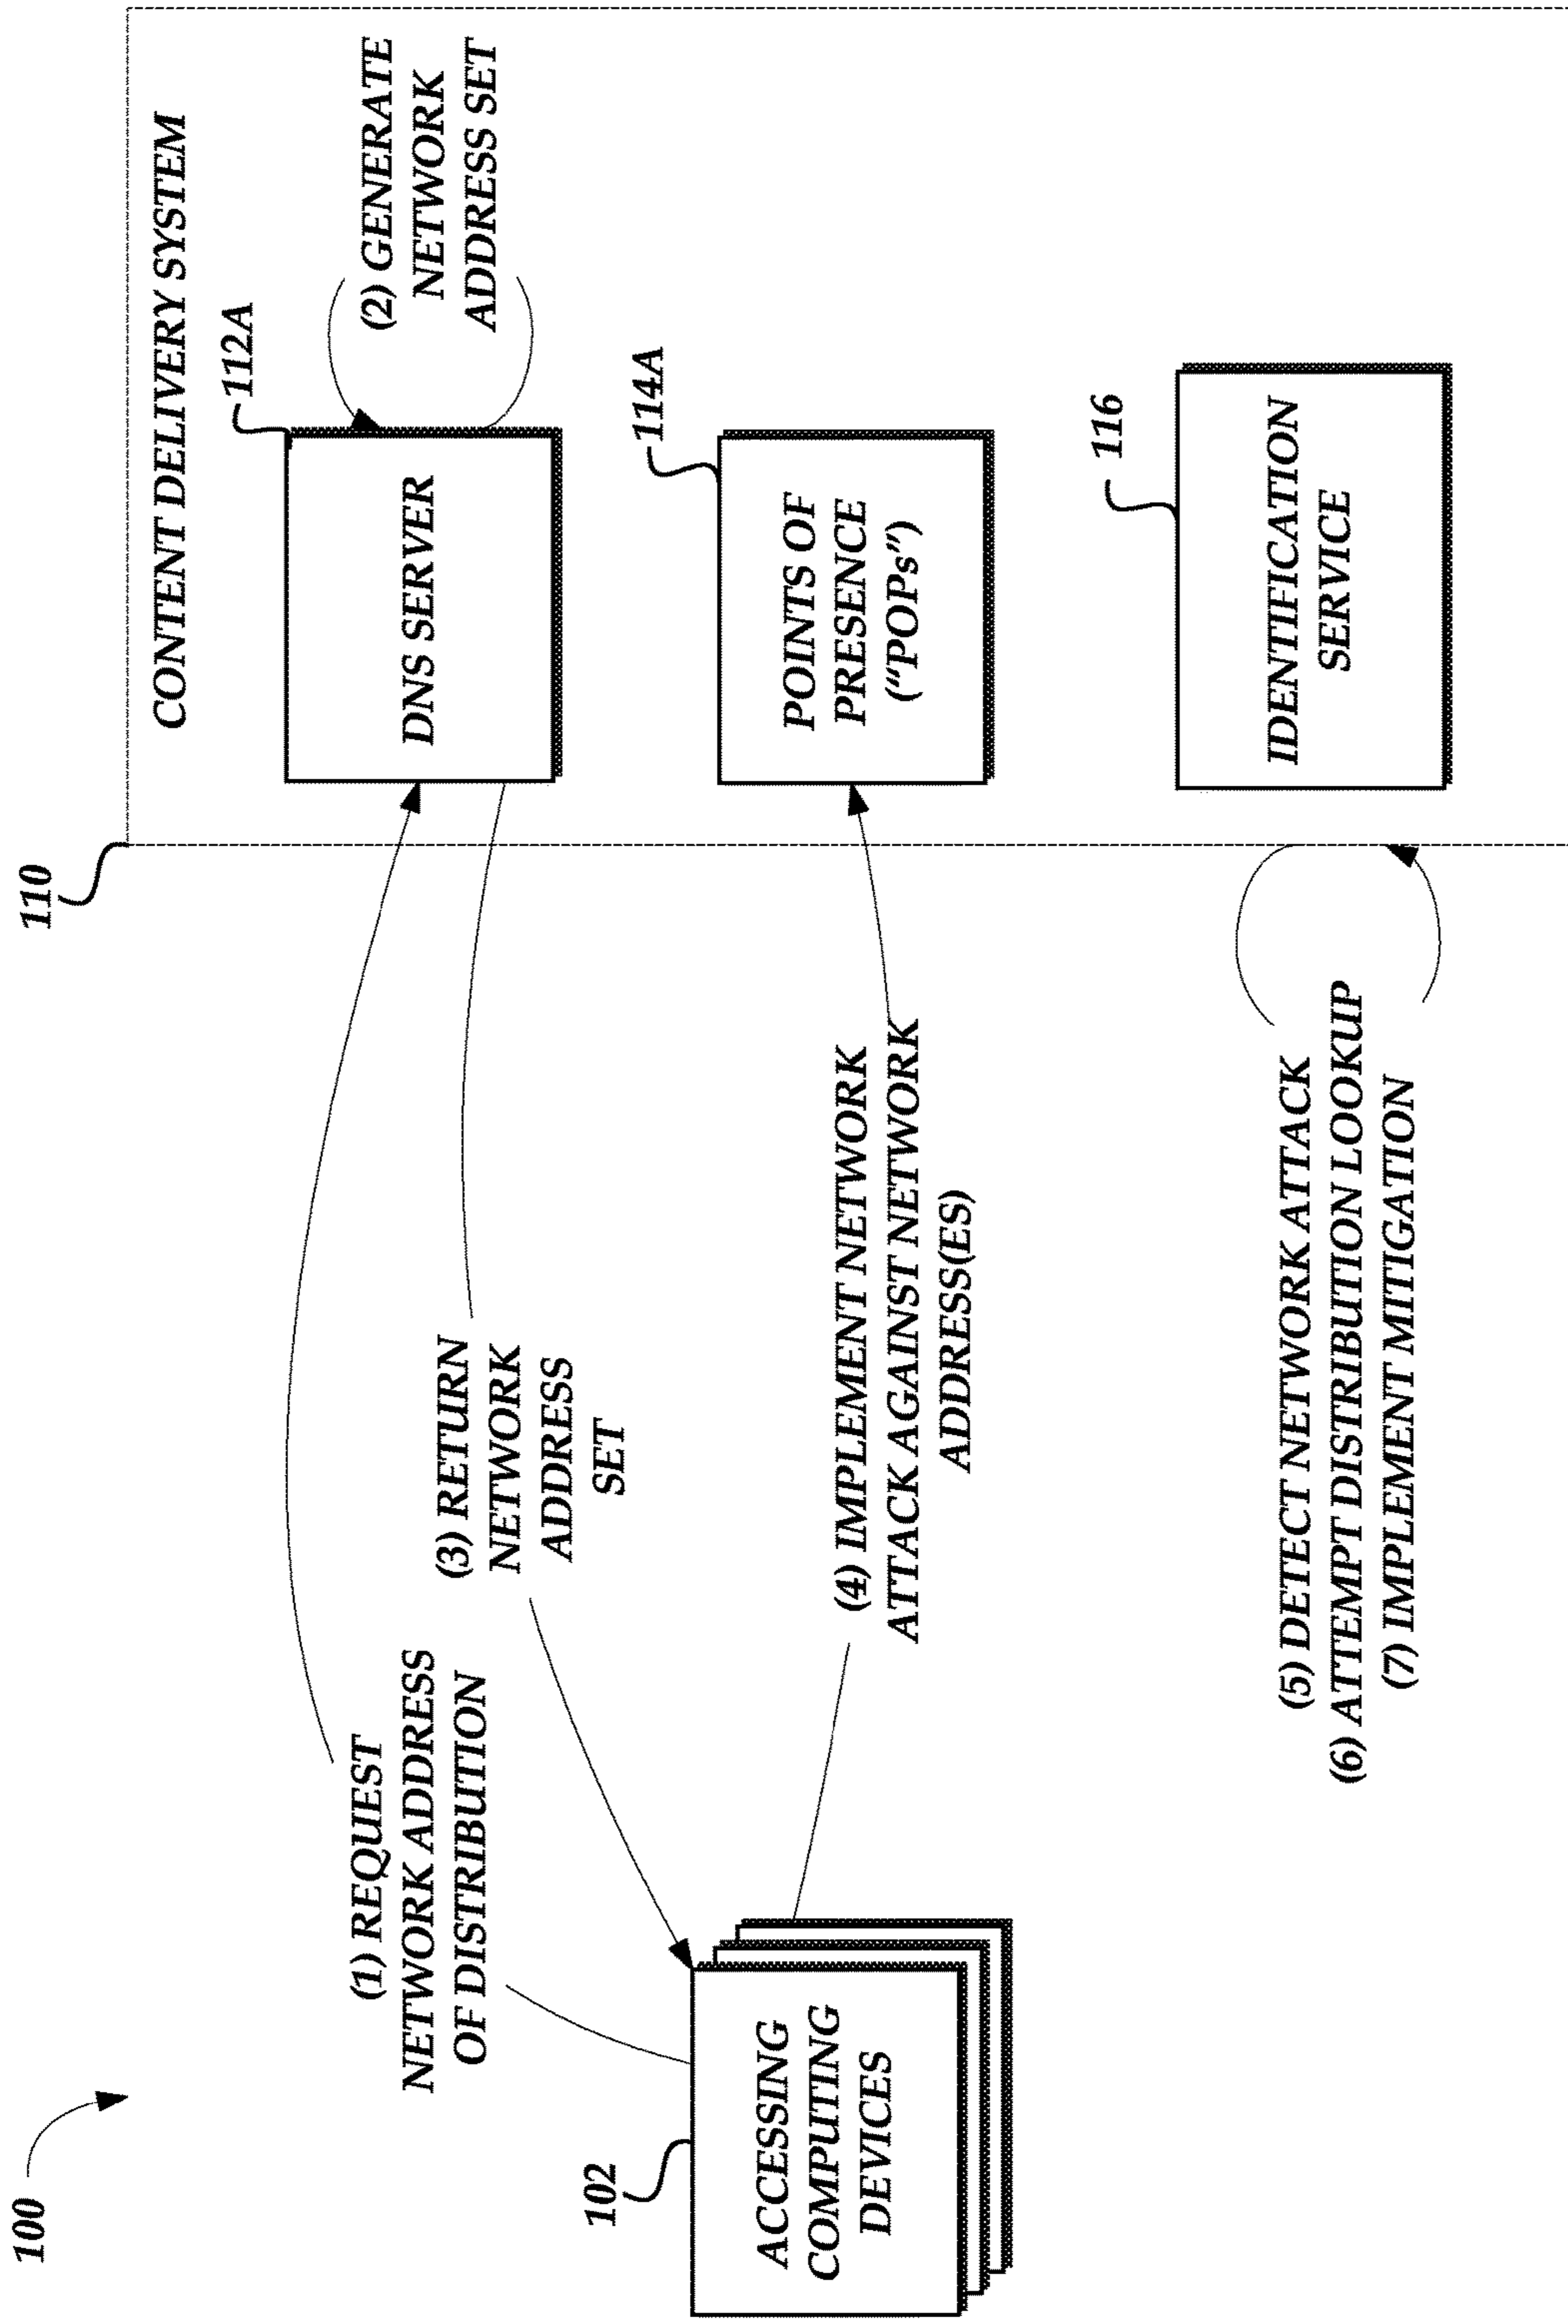 100
110
CONTENT DELIVERY SYSTEM
112A
DNS SERVER
(2) GENERATE
NETWORK
ADDRESS SET
(1) REQUEST
NETWORK ADDRESS
OF DISTRIBUTION
(3) RETURN
NETWORK
ADDRESS
SET
102
ACCESSING
COMPUTING
DEVICES
(4) IMPLEMENT NETWORK
ATTACK AGAINST NETWORK
ADDRESS(ES)
114A
POINTS OF
PRESENCE
(“POPs”)
116
IDENTIFICATION
SERVICE
(5) DETECT NETWORK ATTACK
(6) ATTEMPT DISTRIBUTION LOOKUP
(7) IMPLEMENT MITIGATION